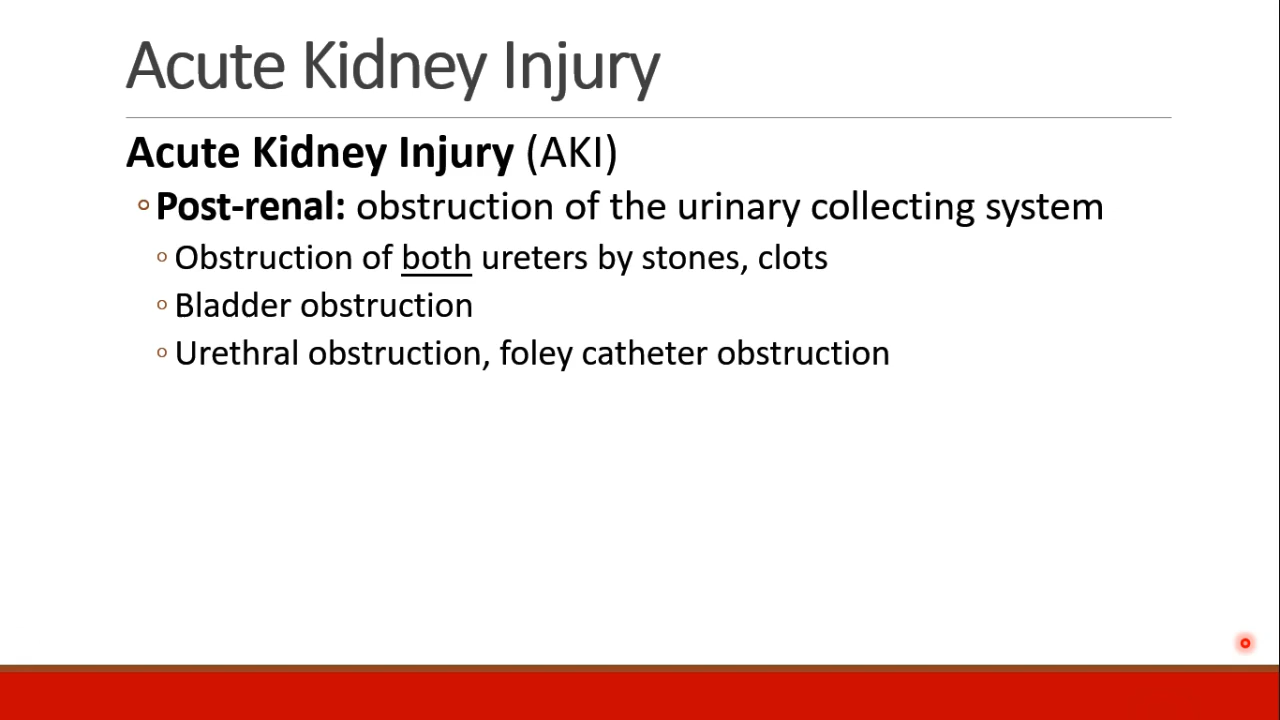 Acute Kidney Injury
Acute Kidney Injury (AKI)
Post-renal: obstruction of the urinary collecting system
Obstruction of both ureters by stones, clots
Bladder obstruction
Urethral obstruction, foley catheter obstruction